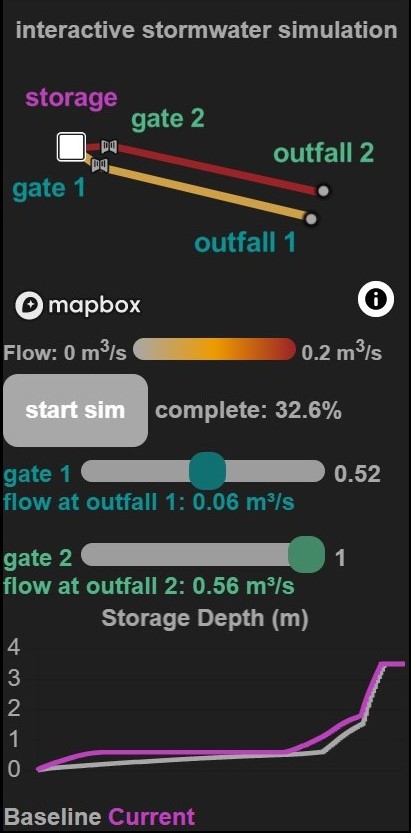 interactive stormwater simulation
storage
gate 2
outfall 2
gate 1
outfall 1
mapbox
Flow: 0 m³/s 0.2 m³/s
start sim complete: 32.6%
gate 1 0.52
flow at outfall 1: 0.06 m³/s
gate 2 1
flow at outfall 2: 0.56 m³/s
Storage Depth (m)
4
3
2
1
0
Baseline Current